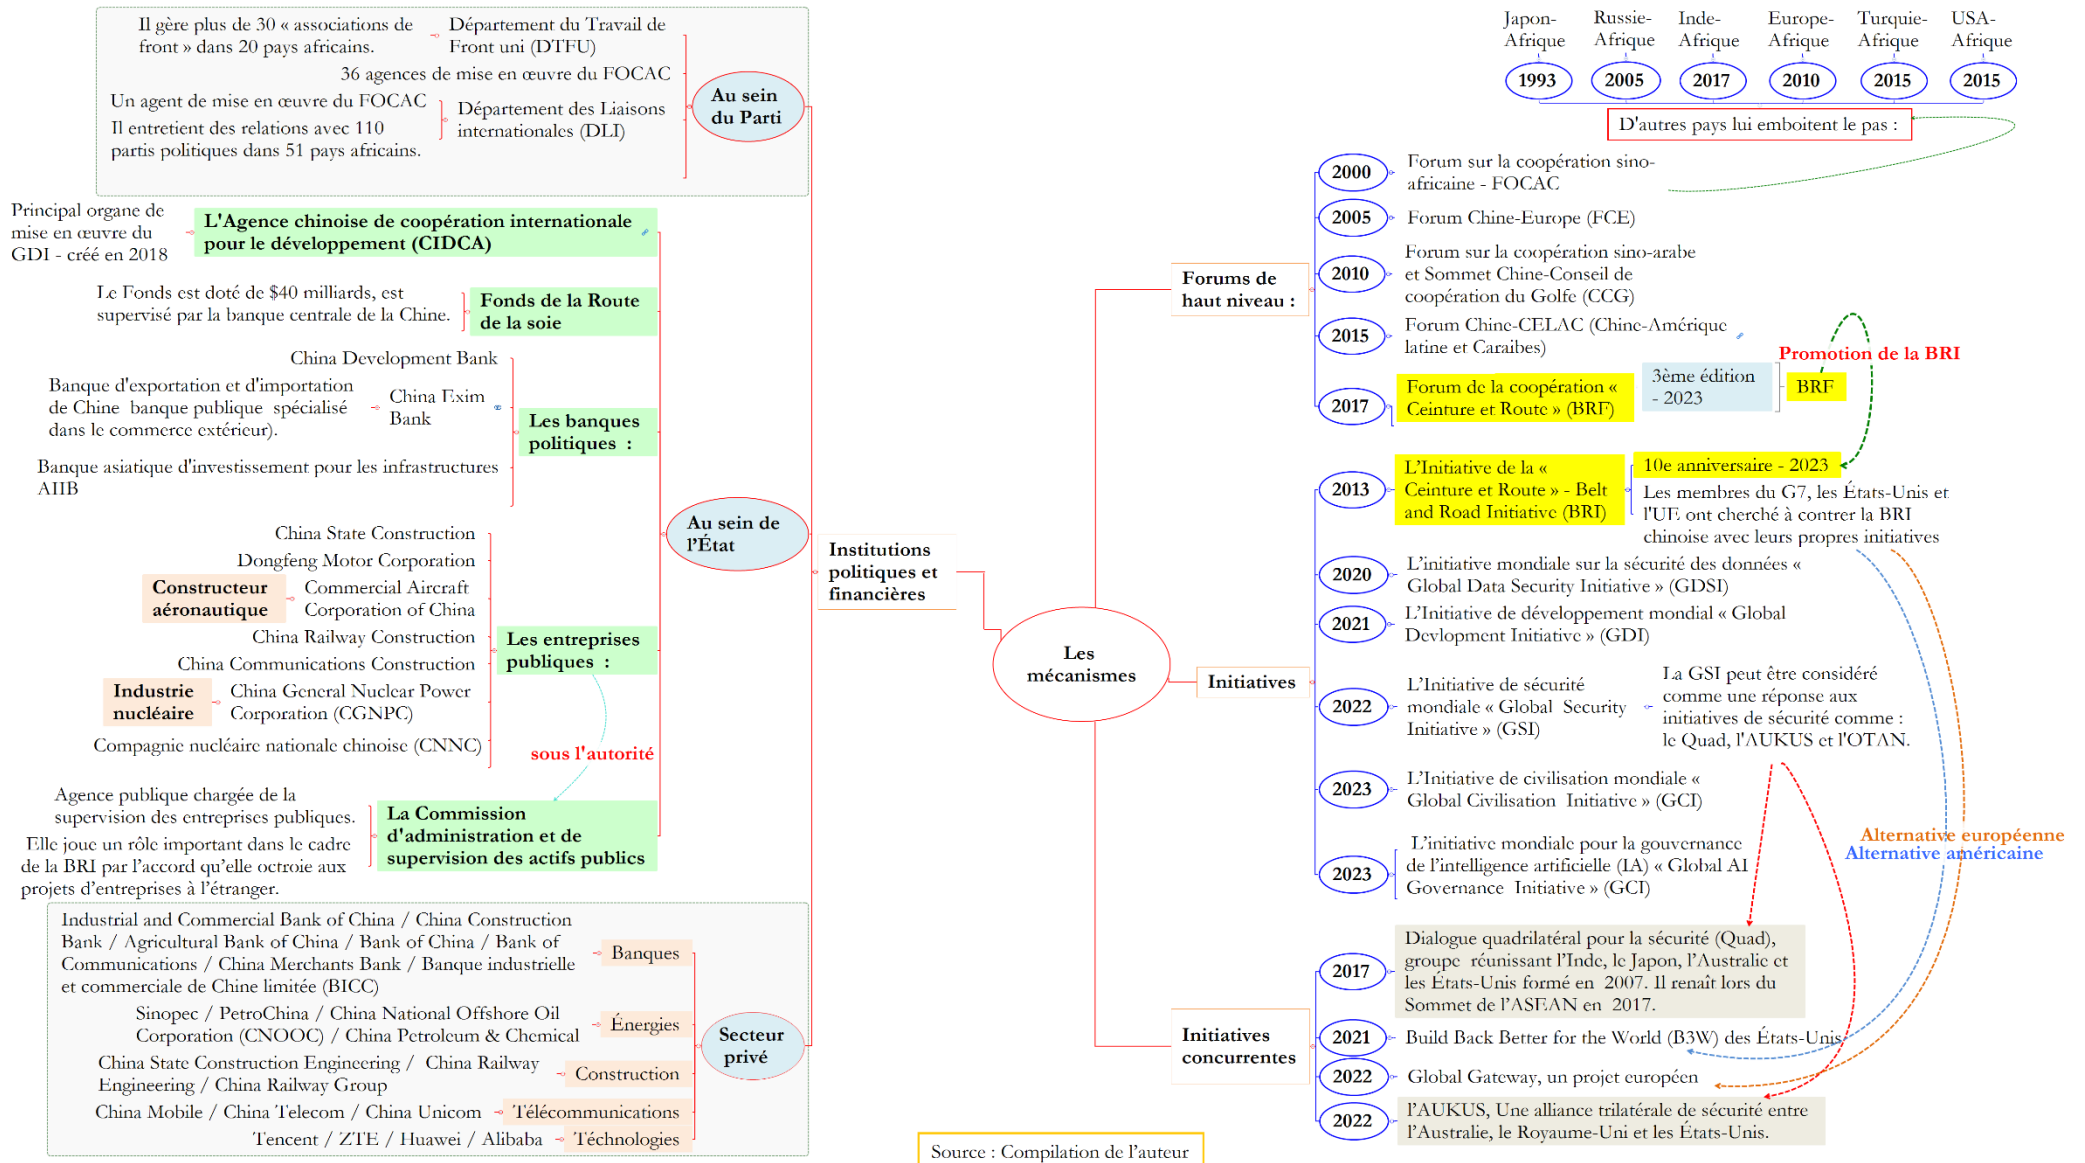 Il gère plus de 30 « associations de
front » dans 20 pays africains.
Département du Travail de
Front uni (DTFU)
36 agences de mise en œuvre du FOCAC
Un agent de mise en œuvre du FOCAC
Il entretient des relations avec 110
partis politiques dans 51 pays africains.
Département des Liaisons
internationales (DLI)
Au sein
du Parti
Principal organe de
mise en œuvre du
GDI - créé en 2018
L'Agence chinoise de coopération internationale
pour le développement (CIDCA)
Le Fonds est doté de $40 milliards, est
supervisé par la banque centrale de la Chine.
Fonds de la Route
de la soie
China Development Bank
Banque d'exportation et d'importation
de Chine banque publique spécialisé
dans le commerce extérieur).
China Exim
Bank
Banque asiatique d'investissement pour les infrastructures
AIIB
Les banques
politiques :
Au sein de
l'État
China State Construction
Dongfeng Motor Corporation
Constructeur
aéronautique
Commercial Aircraft
Corporation of China
China Railway Construction
China Communications Construction
Industrie
nucléaire
China General Nuclear Power
Corporation (CGNPC)
Compagnie nucléaire nationale chinoise (CNNC)
Les entreprises
publiques :
sous l'autorité
Agence publique chargée de la
supervision des entreprises publiques.
Elle joue un rôle important dans le cadre
de la BRI par l'accord qu'elle octroie aux
projets d'entreprises à l'étranger.
La Commission
d'administration et de
supervision des actifs publics
Industrial and Commercial Bank of China / China Construction
Bank / Agricultural Bank of China / Bank of China / Bank of
Communications / China Merchants Bank / Banque industrielle
et commerciale de Chine limitée (BICC)
Banques
Sinopec / PetroChina / China National Offshore Oil
Corporation (CNOOC) / China Petroleum & Chemical
Énergies
China State Construction Engineering / China Railway
Engineering / China Railway Group
Construction
China Mobile / China Telecom / China Unicom
Télécommunications
Tencent / ZTE / Huawei / Alibaba
Téchnologies
Secteur
privé
Institutions
politiques et
financières
Les
mécanismes
Source : Compilation de l'auteur
Japon-
Afrique
Russie-
Afrique
Inde-
Afrique
Europe-
Afrique
Turquie-
Afrique
USA-
Afrique
1993
2005
2017
2010
2015
2015
D'autres pays lui emboitent le pas :
Forums de
haut niveau :
2000
Forum sur la coopération sino-
africaine - FOCAC
2005
Forum Chine-Europe (FCE)
2010
Forum sur la coopération sino-arabe
et Sommet Chine-Conseil de
coopération du Golfe (CCG)
2015
Forum Chine-CELAC (Chine-Amérique
latine et Caraibes)
2017
Forum de la coopération «
Ceinture et Route » (BRF)
3ème édition
- 2023
BRF
Promotion de la BRI
Initiatives
2013
L'Initiative de la «
Ceinture et Route » - Belt
and Road Initiative (BRI)
10e anniversaire - 2023
Les membres du G7, les États-Unis et
l'UE ont cherché à contrer la BRI
chinoise avec leurs propres initiatives
2020
L'initiative mondiale sur la sécurité des données «
Global Data Security Initiative » (GDSI)
2021
L'Initiative de développement mondial « Global
Devlopment Initiative » (GDI)
2022
L'Initiative de sécurité
mondiale « Global Security
Initiative » (GSI)
La GSI peut être considéré
comme une réponse aux
initiatives de sécurité comme :
le Quad, l'AUKUS et l'OTAN.
2023
L'Initiative de civilisation mondiale «
Global Civilisation Initiative » (GCI)
2023
L'initiative mondiale pour la gouvernance
de l'intelligence artificielle (IA) « Global AI
Governance Initiative » (GCI)
Alternative européenne
Alternative américaine
Initiatives
concurrentes
2017
Dialogue quadrilatéral pour la sécurité (Quad),
groupe réunissant l'Inde, le Japon, l'Australie et
les États-Unis formé en 2007. Il renaît lors du
Sommet de l'ASEAN en 2017.
2021
Build Back Better for the World (B3W) des États-Unis
2022
Global Gateway, un projet européen
2022
l'AUKUS, Une alliance trilatérale de sécurité entre
l'Australie, le Royaume-Uni et les États-Unis.